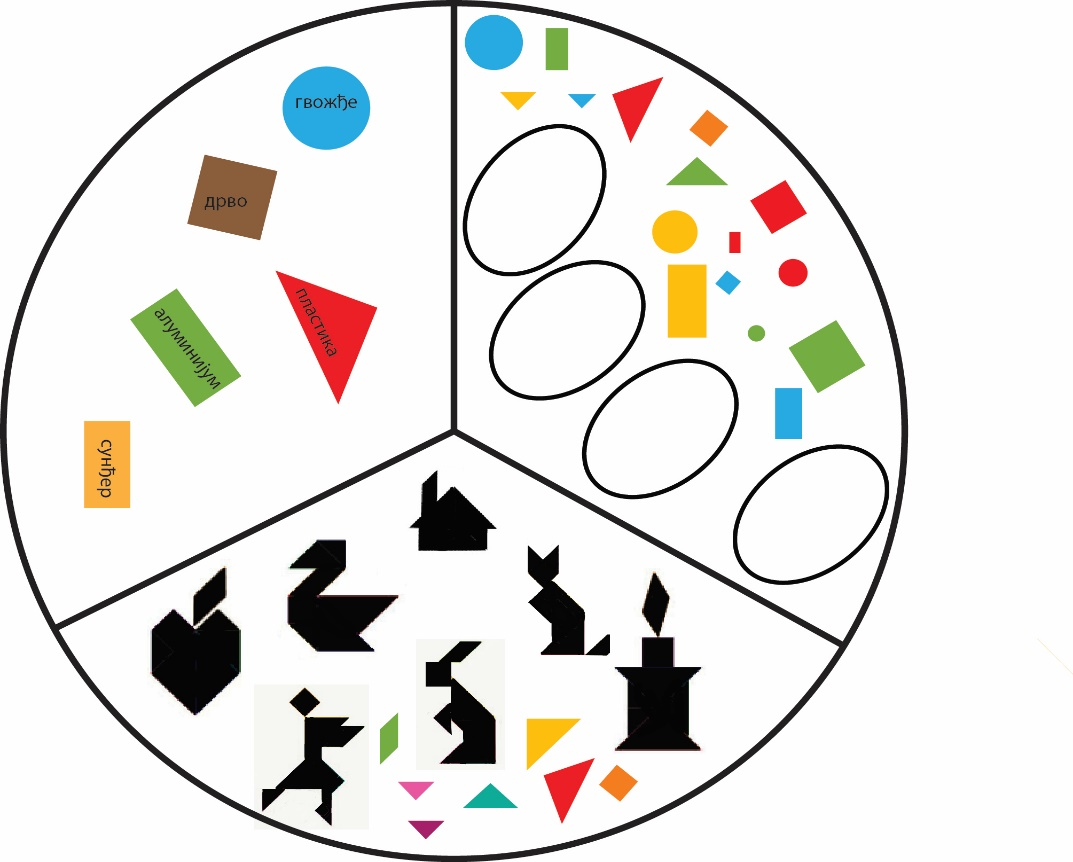 гвожђе
дрво
пластика
алуминијум
сунђер